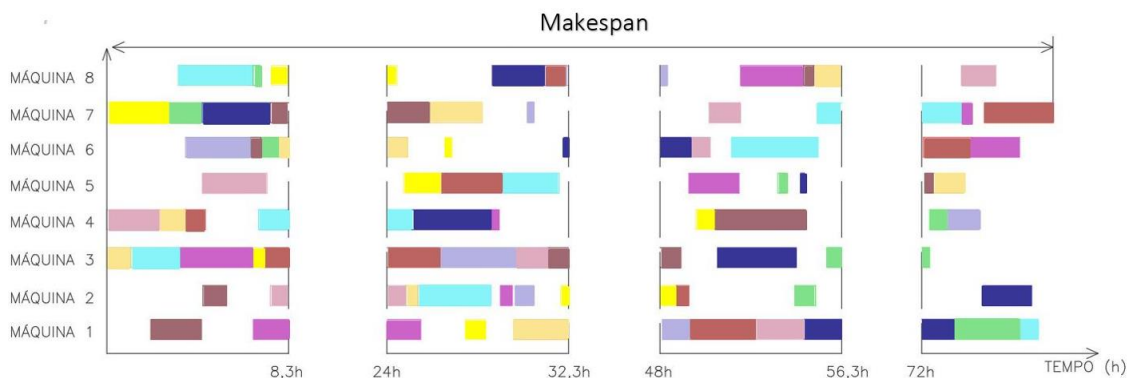 Makespan
MÁQUINA 8
MÁQUINA 7
MÁQUINA 6
MÁQUINA 5
MÁQUINA 4
MÁQUINA 3
MÁQUINA 2
MÁQUINA 1
8,3h 24h 32,3h 48h 56,3h 72h TEMPO (h)